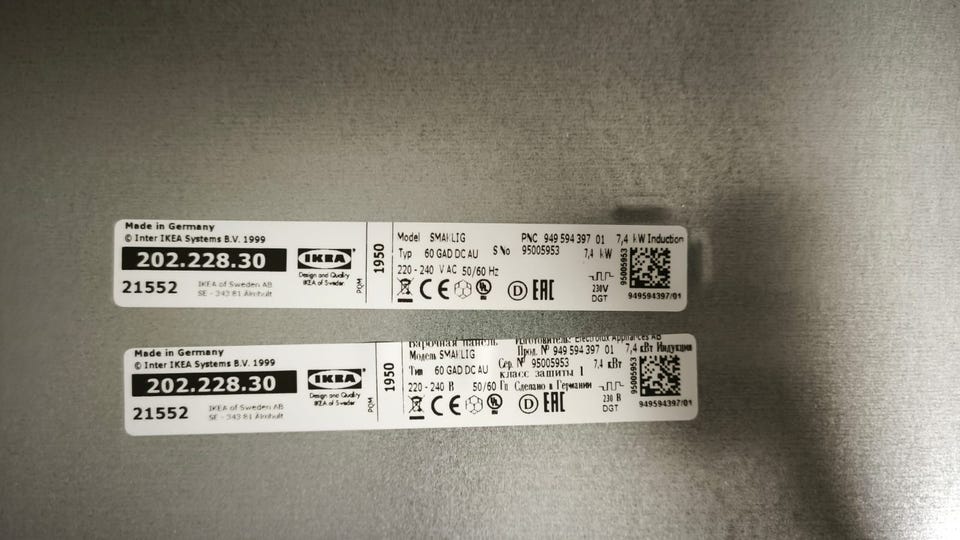 Made in Germany
© Inter IKEA Systems B.V. 1999
202.228.30
21552
IKEA of Sweden AB
SE - 343 81 Älmhult
IKEA
Design and Quality
IKEA of Sweden
PQM
1950
Model SMAKLIG PNC 949 594 397 01 7,4 kW Induction
Typ 60 GAD DC AU S No 95005953 7,4 kW
220 - 240 V AC 50/60 Hz
CE
UL
D
EAC
230V
DGT
95005953
949594397/01
Made in Germany
© Inter IKEA Systems B.V. 1999
202.228.30
21552
IKEA of Sweden AB
SE - 343 81 Älmhult
IKEA
Design and Quality
IKEA of Sweden
PQM
1950
Варочная панель Изготовитель: Electrolux Appliances AB
Модель SMAKLIG Прод. № 949 594 397 01 7,4 кВт Индукция
Тип 60 GAD DC AU Сер. № 95005953 7,4 кВт
класс защиты I
220 - 240 В 50/60 Гц Сделано в Германии
CE
UL
D
EAC
230 В
DGT
95005953
949594397/01